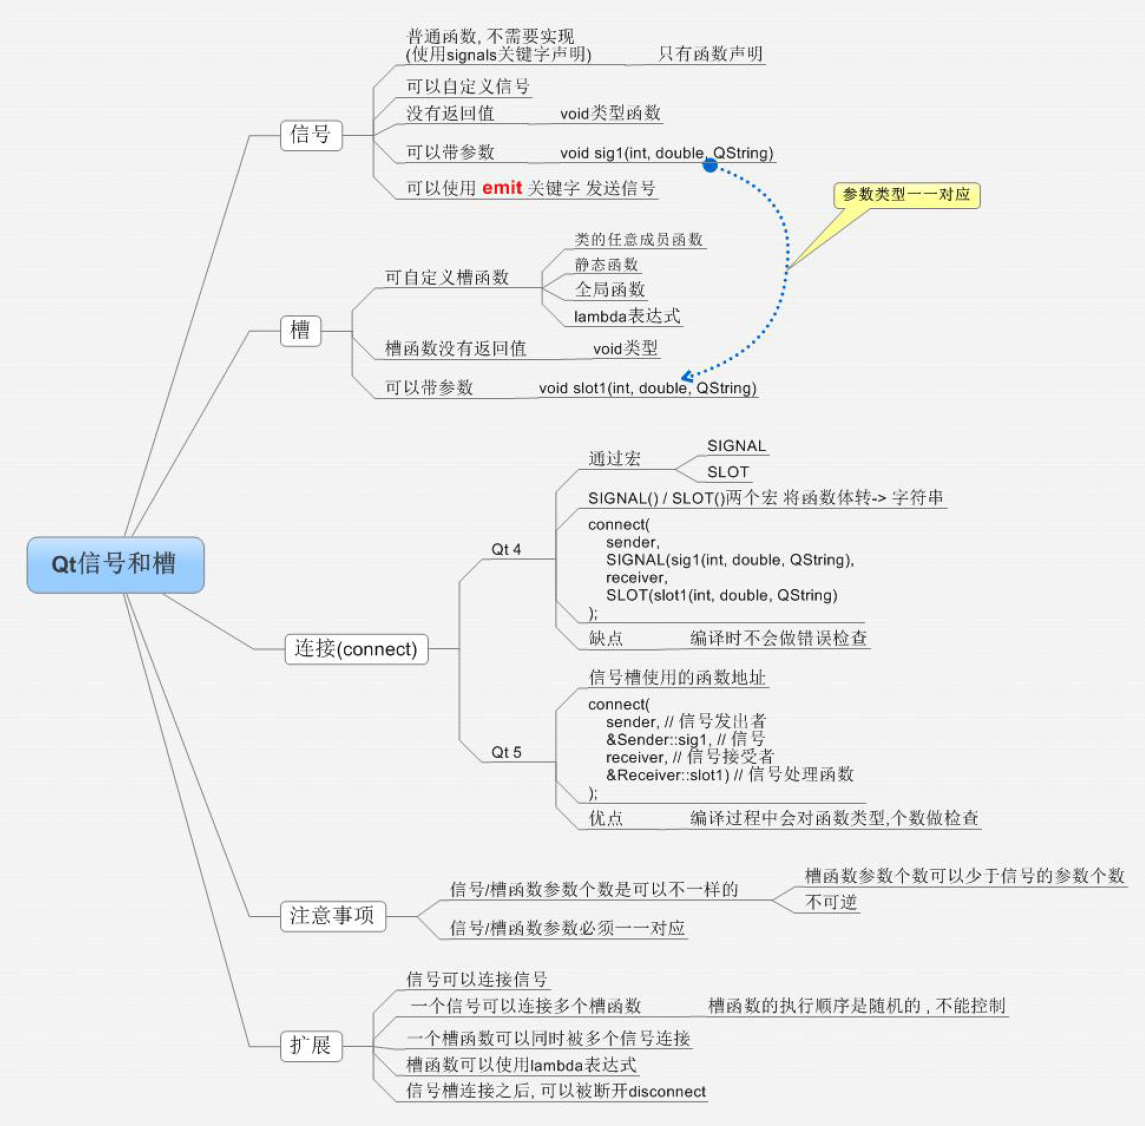 普通函数, 不需要实现
(使用signals关键字声明)
只有函数声明
可以自定义信号
没有返回值
void类型函数
信号
可以带参数
void sig1(int, double, QString)
可以使用 emit 关键字 发送信号
参数类型一一对应
可自定义槽函数
类的任意成员函数
静态函数
全局函数
lambda表达式
槽
槽函数没有返回值
void类型
可以带参数
void slot1(int, double, QString)
Qt信号和槽
连接(connect)
Qt 4
通过宏
SIGNAL
SLOT
SIGNAL() / SLOT()两个宏 将函数体转-> 字符串
connect(
sender,
SIGNAL(sig1(int, double, QString),
receiver,
SLOT(slot1(int, double, QString)
);
缺点
编译时不会做错误检查
Qt 5
信号槽使用的函数地址
connect(
sender, // 信号发出者
&Sender::sig1, // 信号
receiver, // 信号接受者
&Receiver::slot1) // 信号处理函数
);
优点
编译过程中会对函数类型,个数做检查
注意事项
信号/槽函数参数个数是可以不一样的
槽函数参数个数可以少于信号的参数个数
不可逆
信号/槽函数参数必须一一对应
扩展
信号可以连接信号
一个信号可以连接多个槽函数
槽函数的执行顺序是随机的 , 不能控制
一个槽函数可以同时被多个信号连接
槽函数可以使用lambda表达式
信号槽连接之后, 可以被断开disconnect